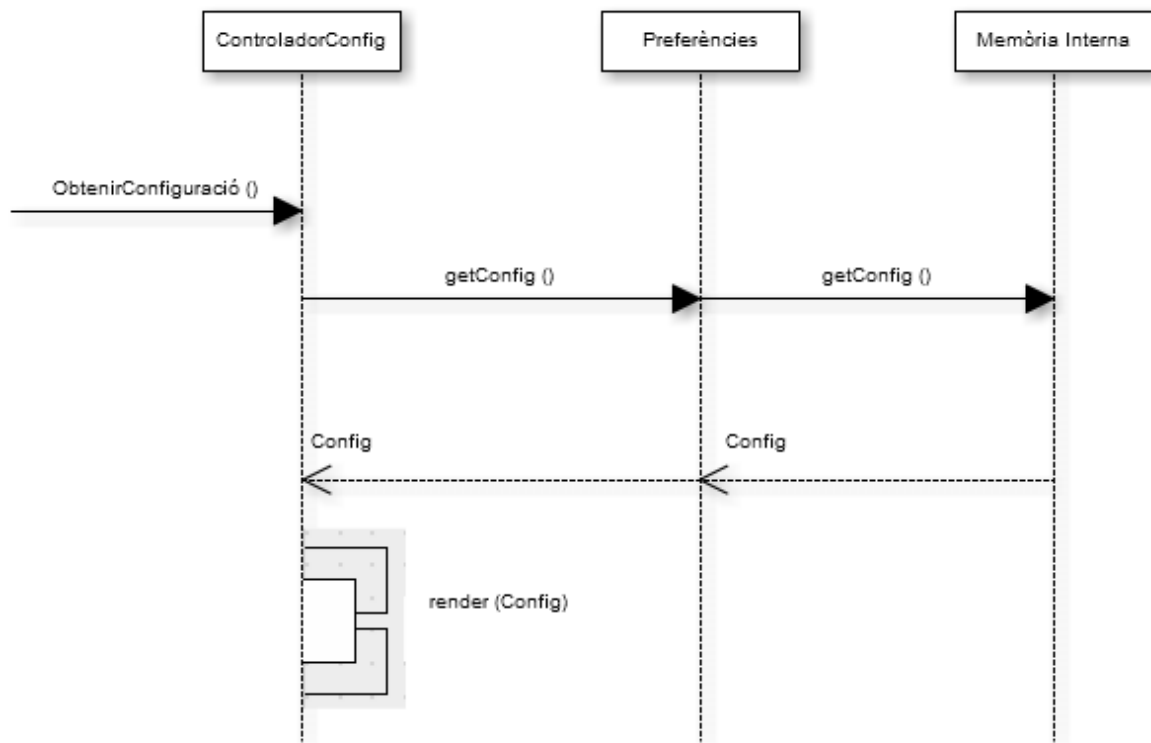 ControladorConfig
Preferències
Memòria Interna
ObtenirConfiguració ()
getConfig ()
getConfig ()
Config
Config
render (Config)